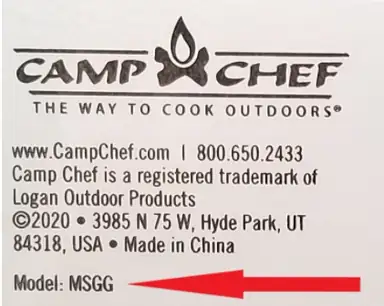 CAMP CHEF
THE WAY TO COOK OUTDOORS®
www.CampChef.com | 800.650.2433
Camp Chef is a registered trademark of
Logan Outdoor Products
©2020 • 3985 N 75 W, Hyde Park, UT
84318, USA • Made in China
Model: MSGG